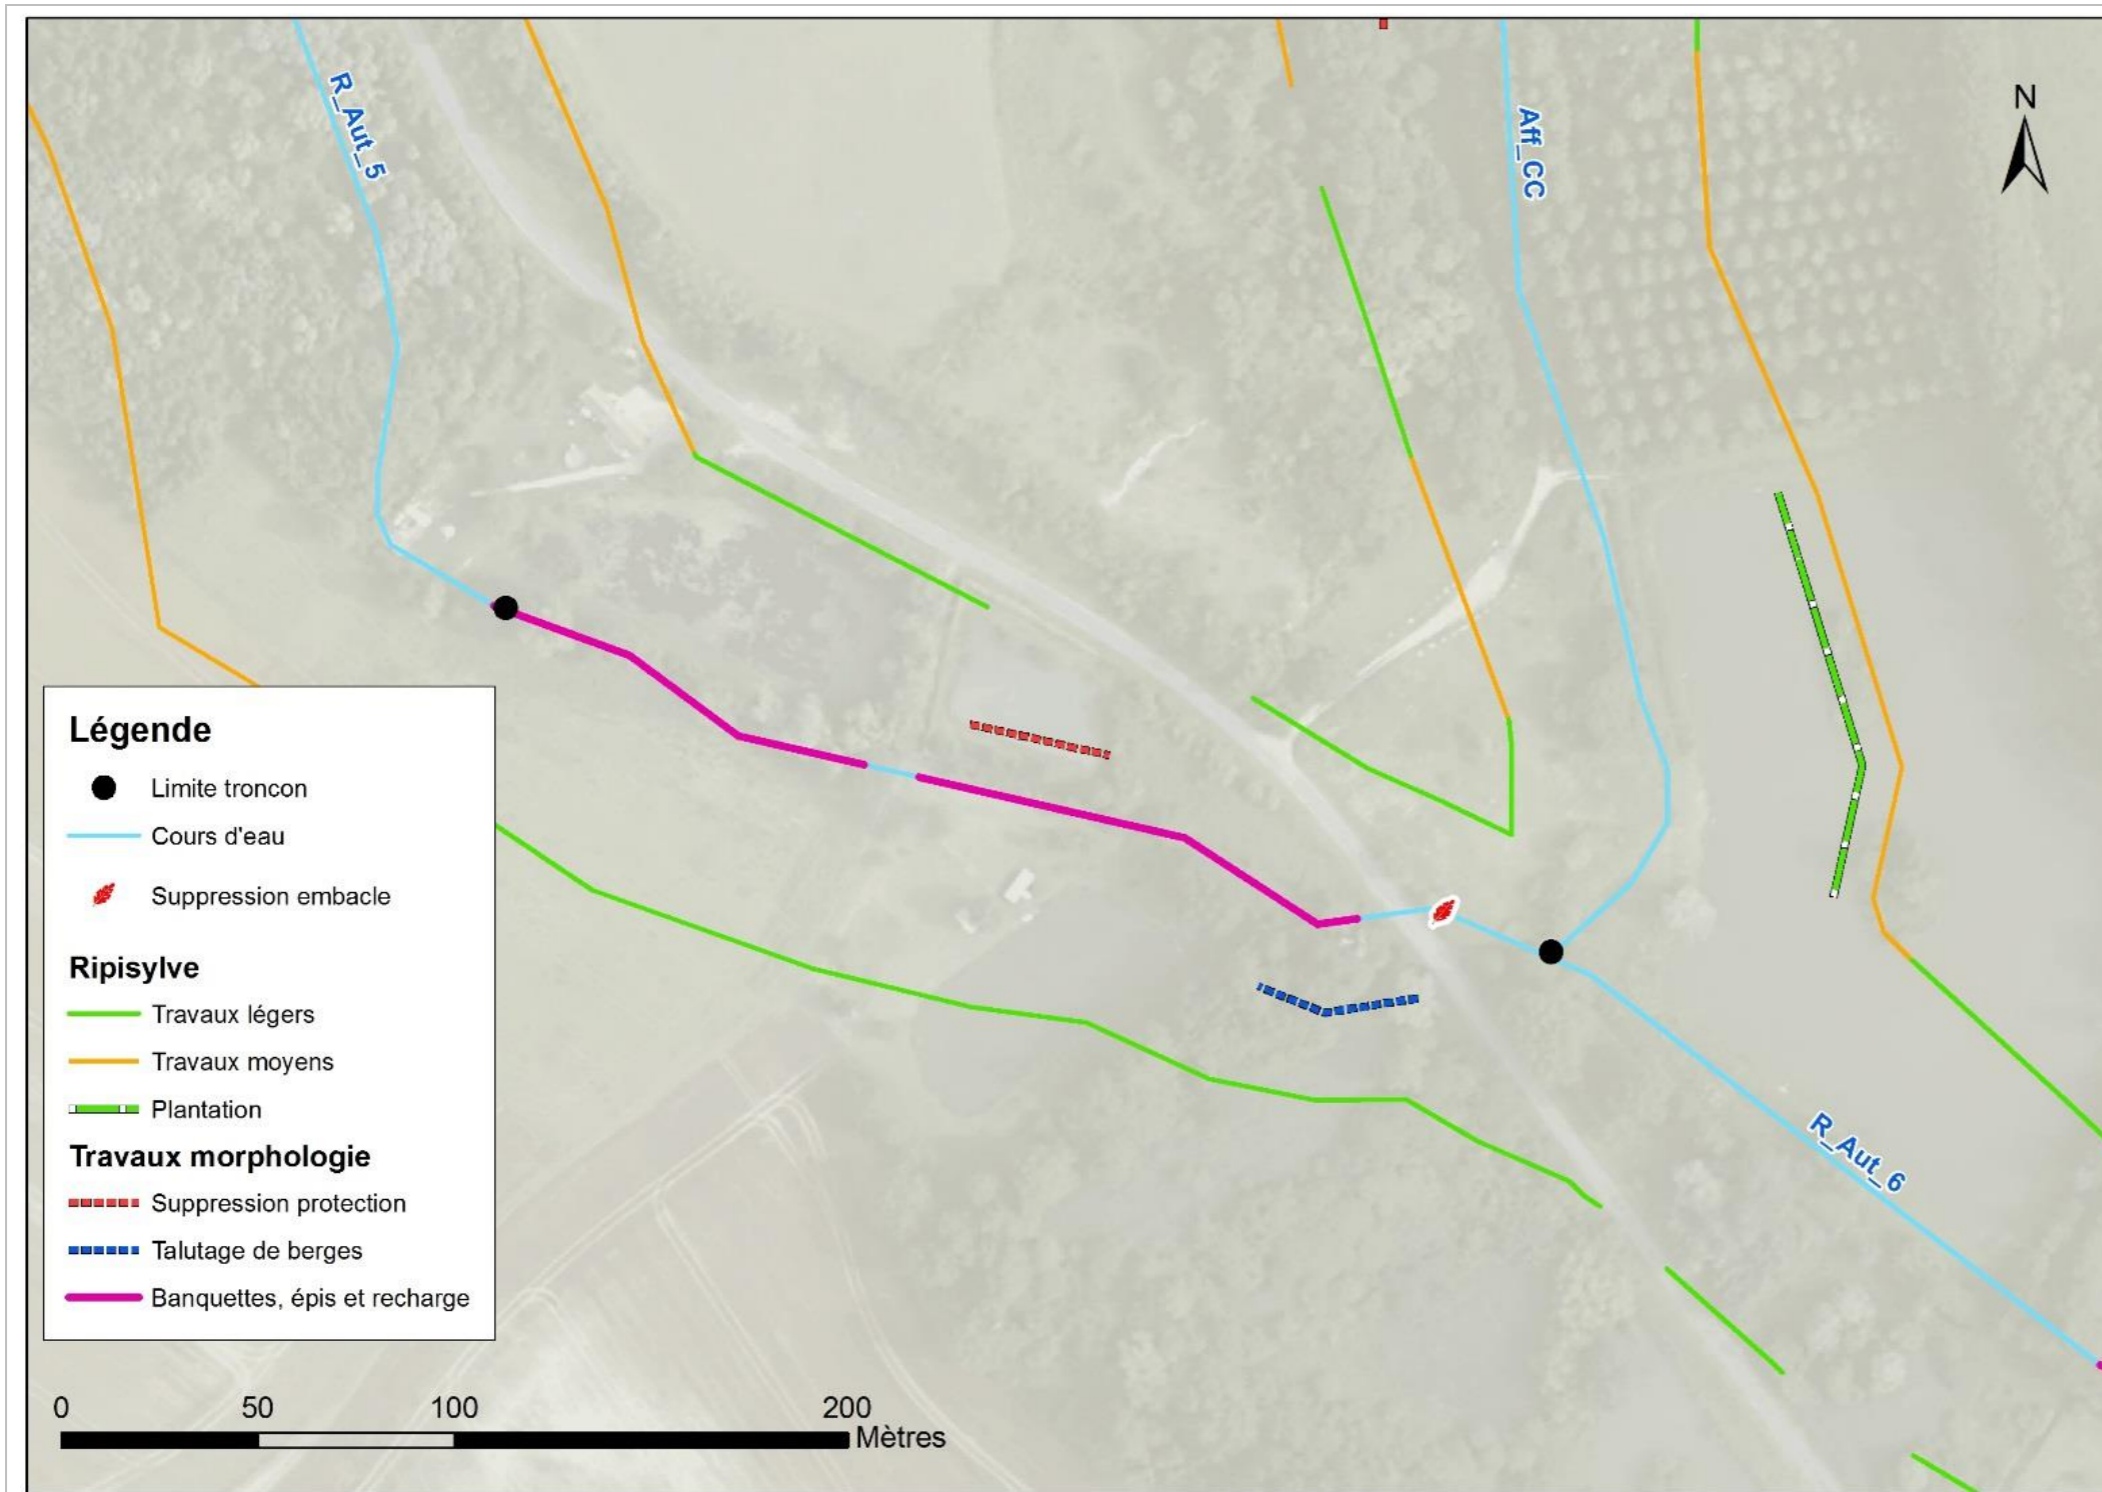 R_Aut_5
Aff_CC
N
Légende
Limite troncon
Cours d'eau
Suppression embacle
Ripisylve
Travaux légers
Travaux moyens
Plantation
Travaux morphologie
Suppression protection
Talutage de berges
Banquettes, épis et recharge
R_Aut_6
0 50 100 200
Mètres